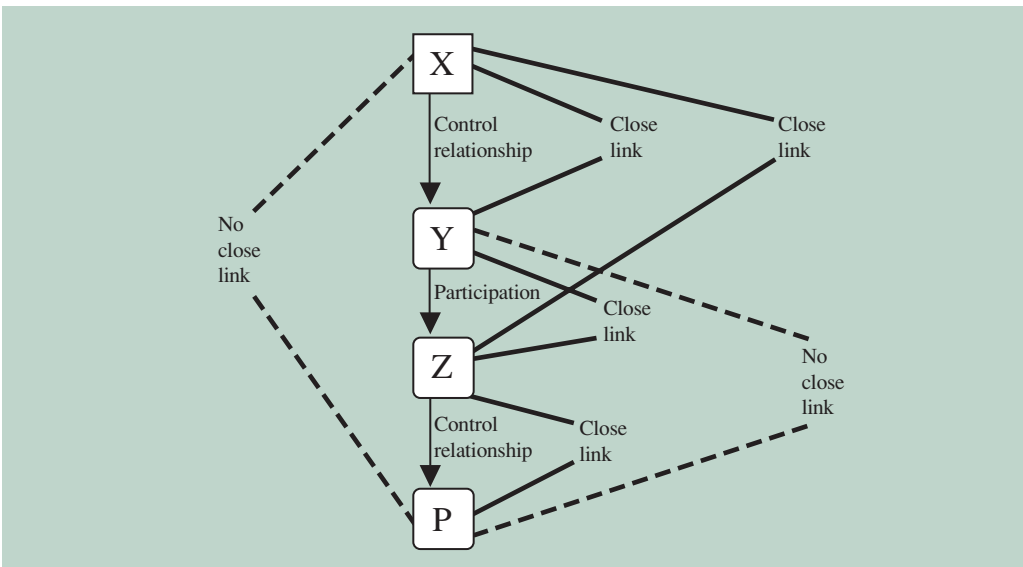 X
Control
relationship
Close
link
Close
link
No
close
link
Y
Participation
Close
link
Z
No
close
link
Control
relationship
Close
link
P